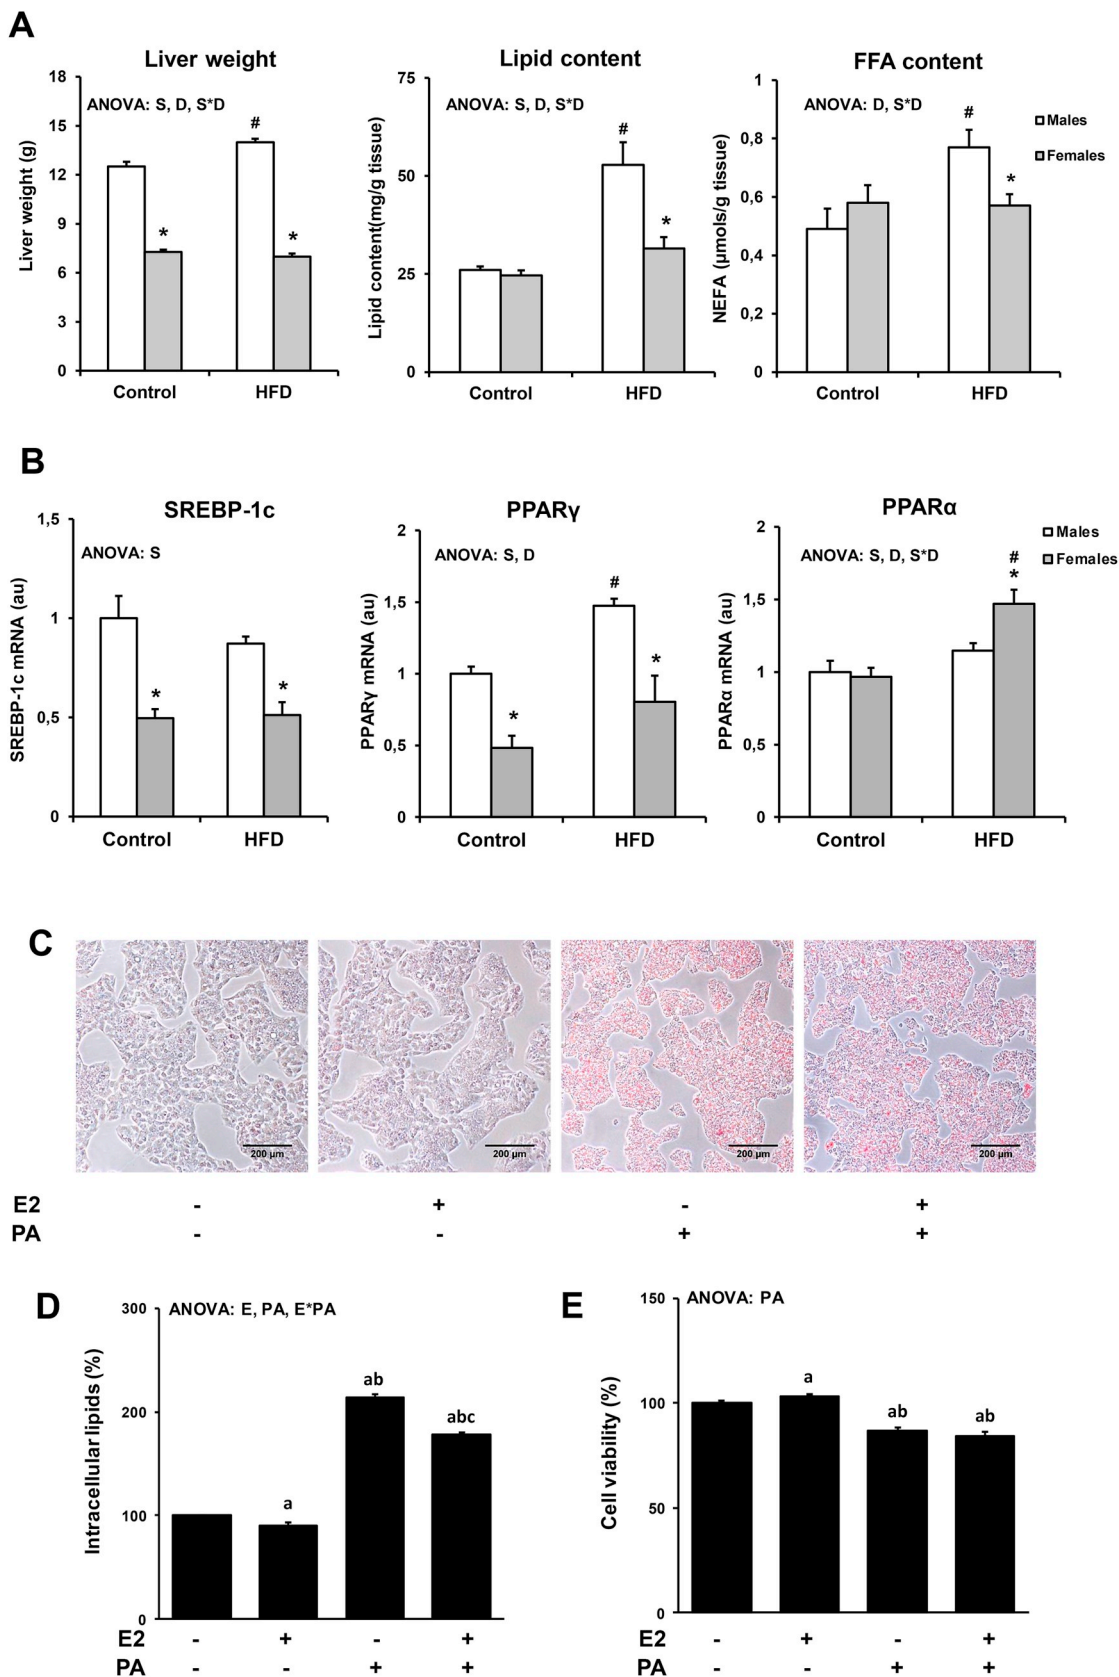 A
Liver weight
Lipid content
FFA content
18
15
12
9
6
3
0
Liver weight (g)
ANOVA: S, D, S*D
#
*
*
Control
HFD
75
50
25
0
Lipid content(mg/g tissue)
ANOVA: S, D, S*D
#
*
Control
HFD
1
0,8
0,6
0,4
0,2
0
NEFA (µmols/g tissue)
ANOVA: D, S*D
#
*
Control
HFD
Males
Females
B
SREBP-1c
PPARγ
PPARα
1,5
1
0,5
0
SREBP-1c mRNA (au)
ANOVA: S
*
*
Control
HFD
2
1,5
1
0,5
0
PPARγ mRNA (au)
ANOVA: S, D
*
#
*
Control
HFD
2
1,5
1
0,5
0
PPARα mRNA (au)
ANOVA: S, D, S*D
#
*
Control
HFD
Males
Females
C
200 µm
200 µm
200 µm
200 µm
E2 - + - +
PA - - + +
D
300
200
100
0
Intracellular lipids (%)
ANOVA: E, PA, E*PA
a
ab
abc
E2 - + - +
PA - - + +
E
150
100
50
0
Cell viability (%)
ANOVA: PA
a
ab
ab
E2 - + - +
PA - - + +